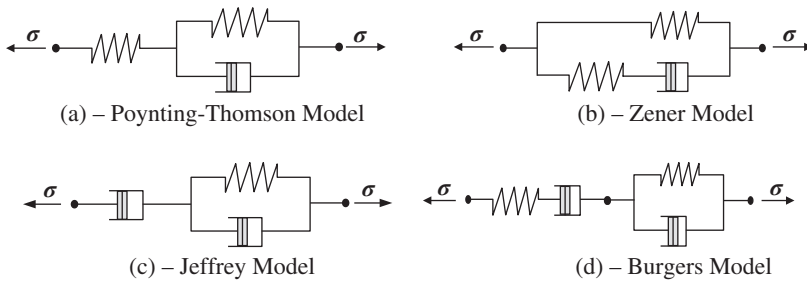 σ σ σ σ
(a) – Poynting-Thomson Model (b) – Zener Model
σ σ σ σ
(c) – Jeffrey Model (d) – Burgers Model